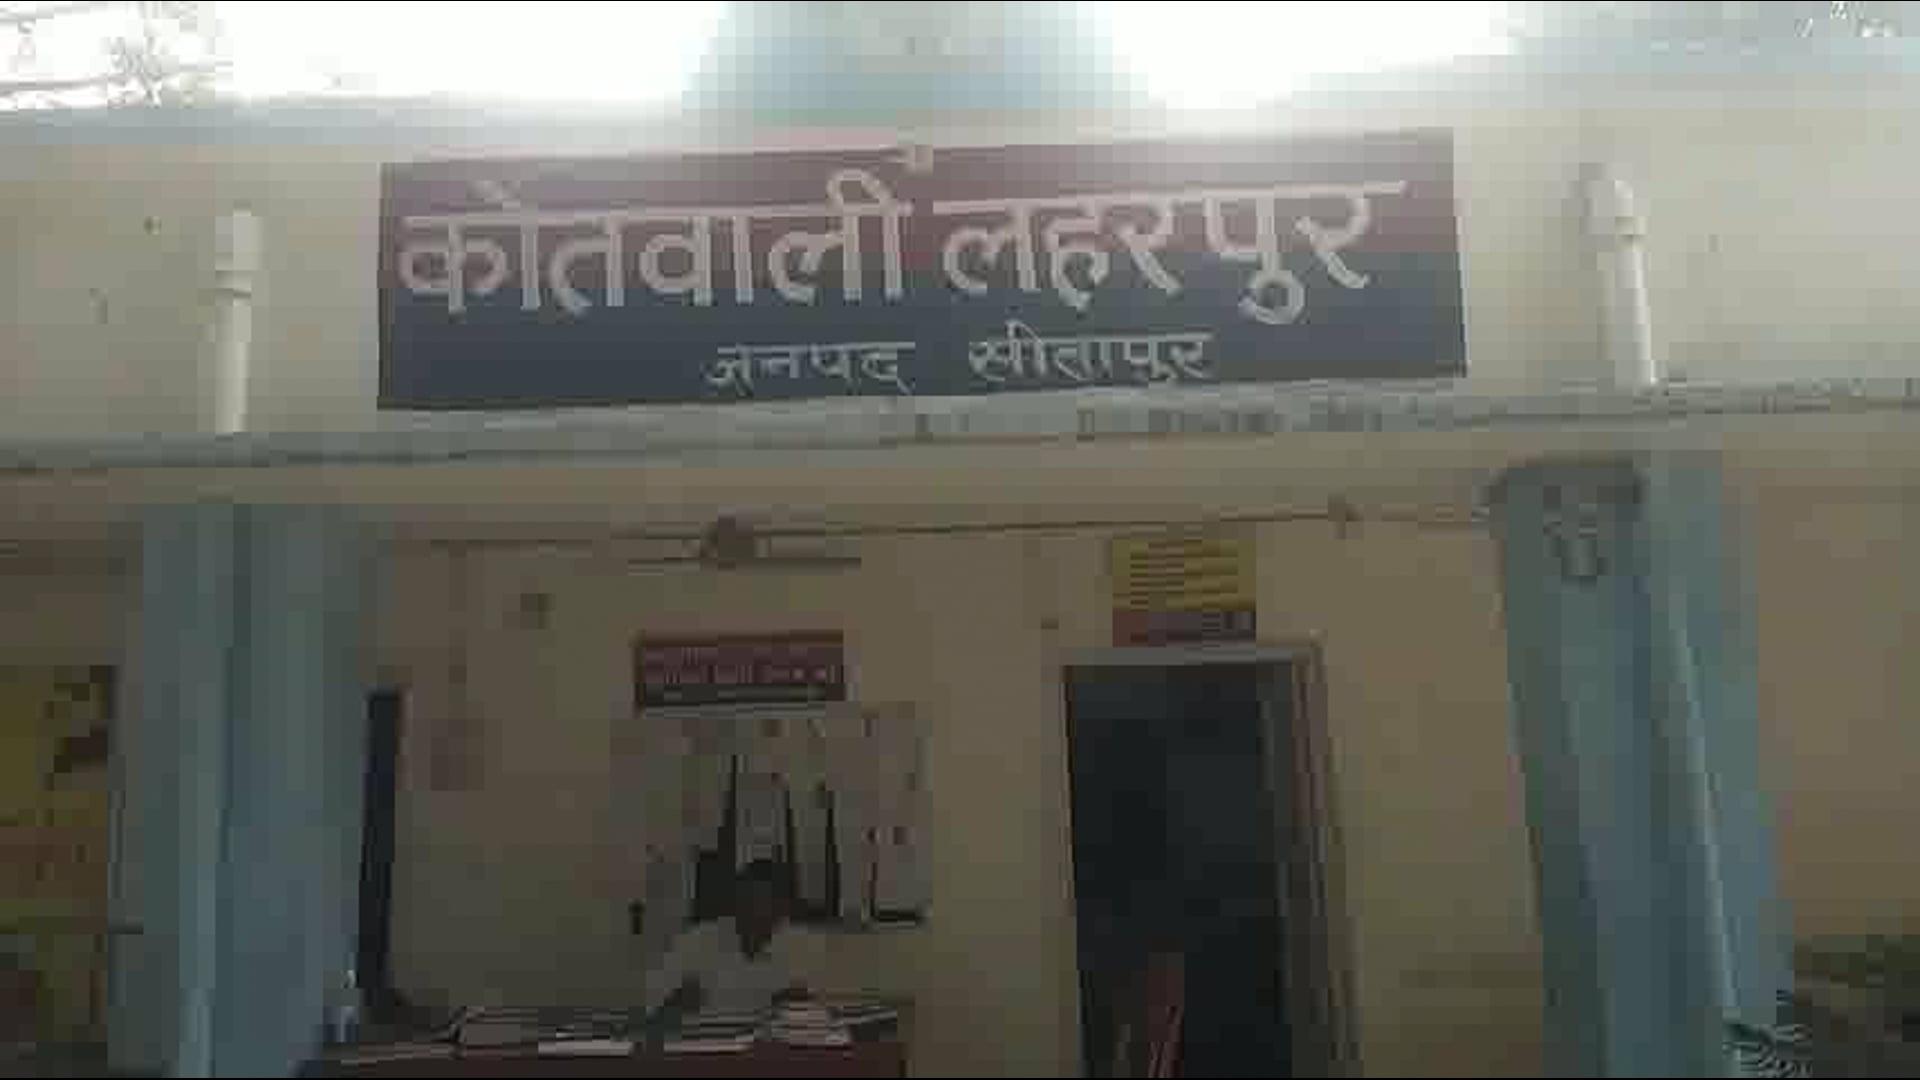 कोतवाली लहरपुर
जनपद सीतापुर